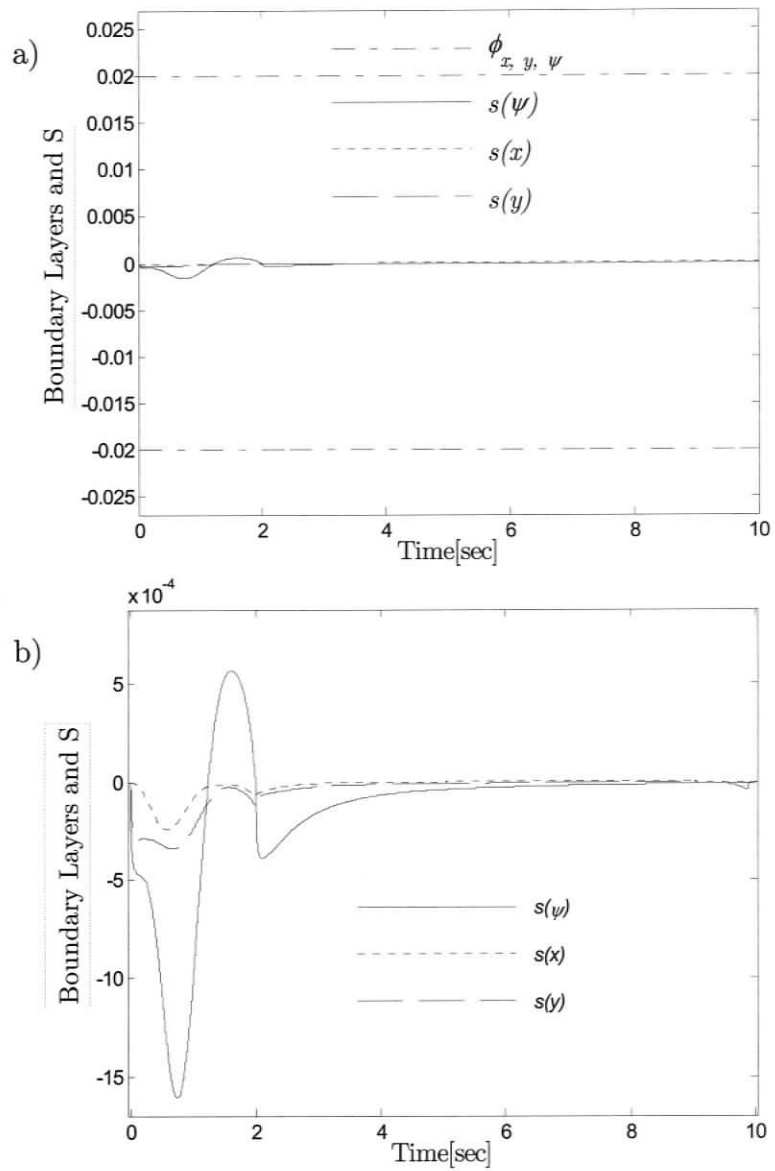 a)
Boundary Layers and S
0.025
0.02
0.015
0.01
0.005
0
-0.005
-0.01
-0.015
-0.02
-0.025
ϕx, y, ψ
s(ψ)
s(x)
s(y)
0 2 4 6 8 10
Time[sec]
b)
x10-4
Boundary Layers and S
5
0
-5
-10
-15
s(ψ)
s(x)
s(y)
0 2 4 6 8 10
Time[sec]